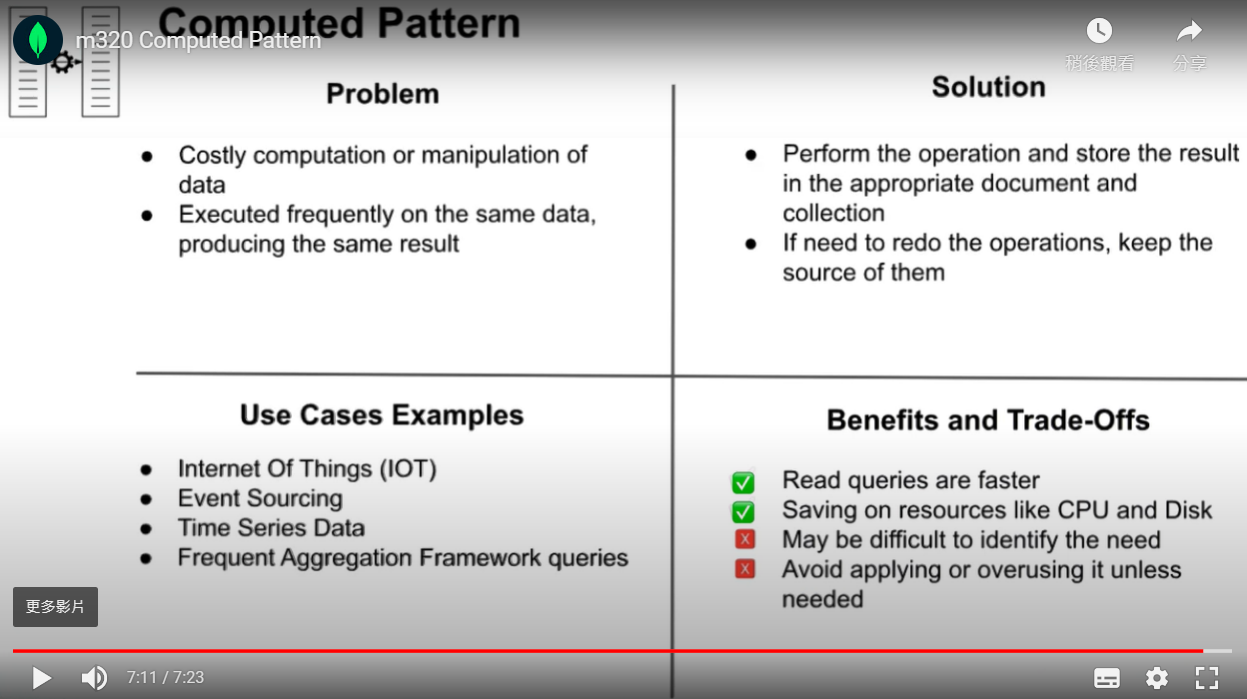 Computed Pattern
m320 Computed Pattern
稍後觀看
分享
Problem
Costly computation or manipulation of
data
Executed frequently on the same data,
producing the same result
Solution
Perform the operation and store the result
in the appropriate document and
collection
If need to redo the operations, keep the
source of them
Use Cases Examples
Internet Of Things (IOT)
Event Sourcing
Time Series Data
Frequent Aggregation Framework queries
Benefits and Trade-Offs
Read queries are faster
Saving on resources like CPU and Disk
May be difficult to identify the need
Avoid applying or overusing it unless
needed
更多影片
7:11 / 7:23